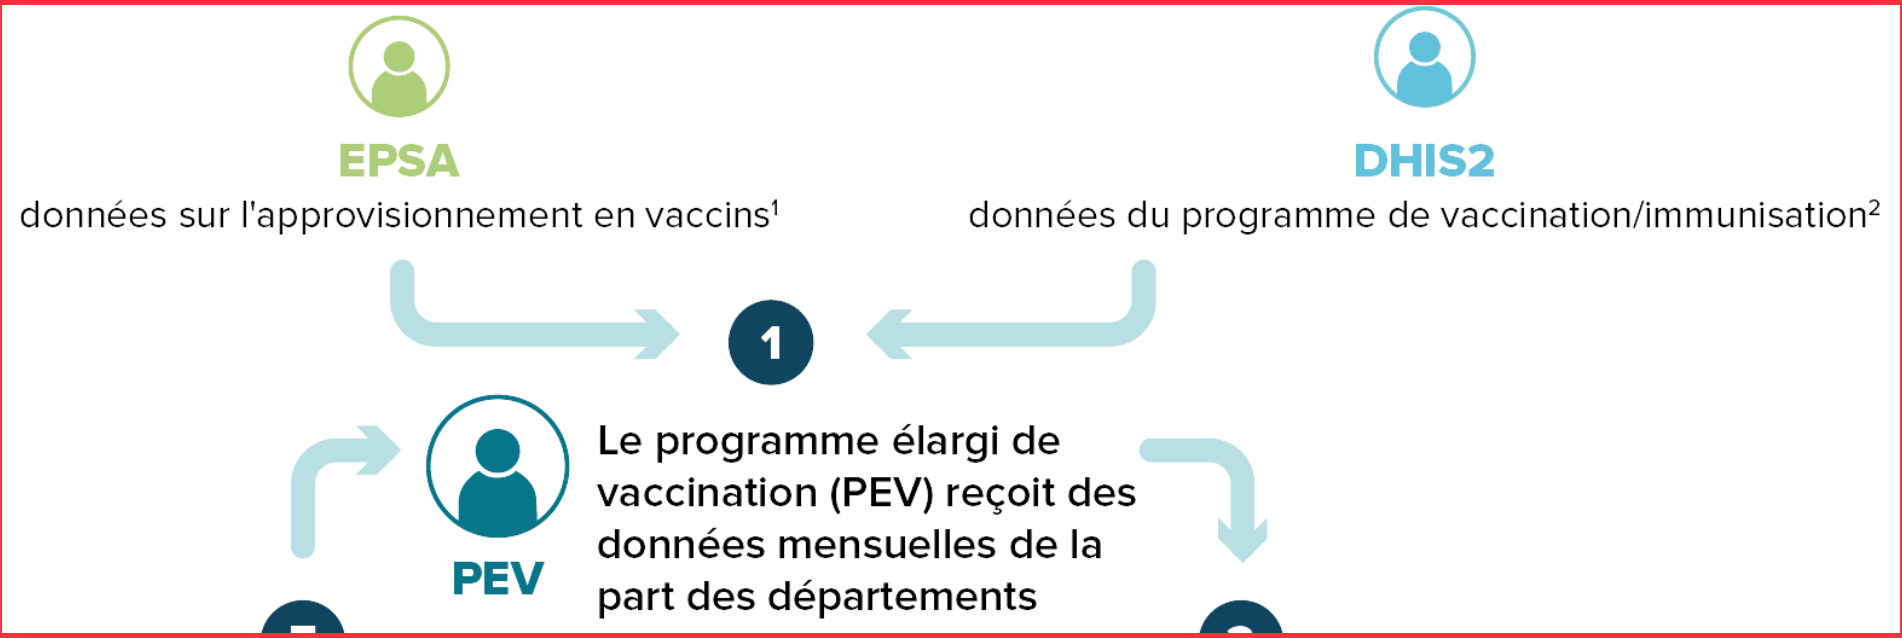 EPSA
données sur l'approvisionnement en vaccins¹
DHIS2
données du programme de vaccination/immunisation²
1
Le programme élargi de
vaccination (PEV) reçoit des
données mensuelles de la
part des départements
PEV